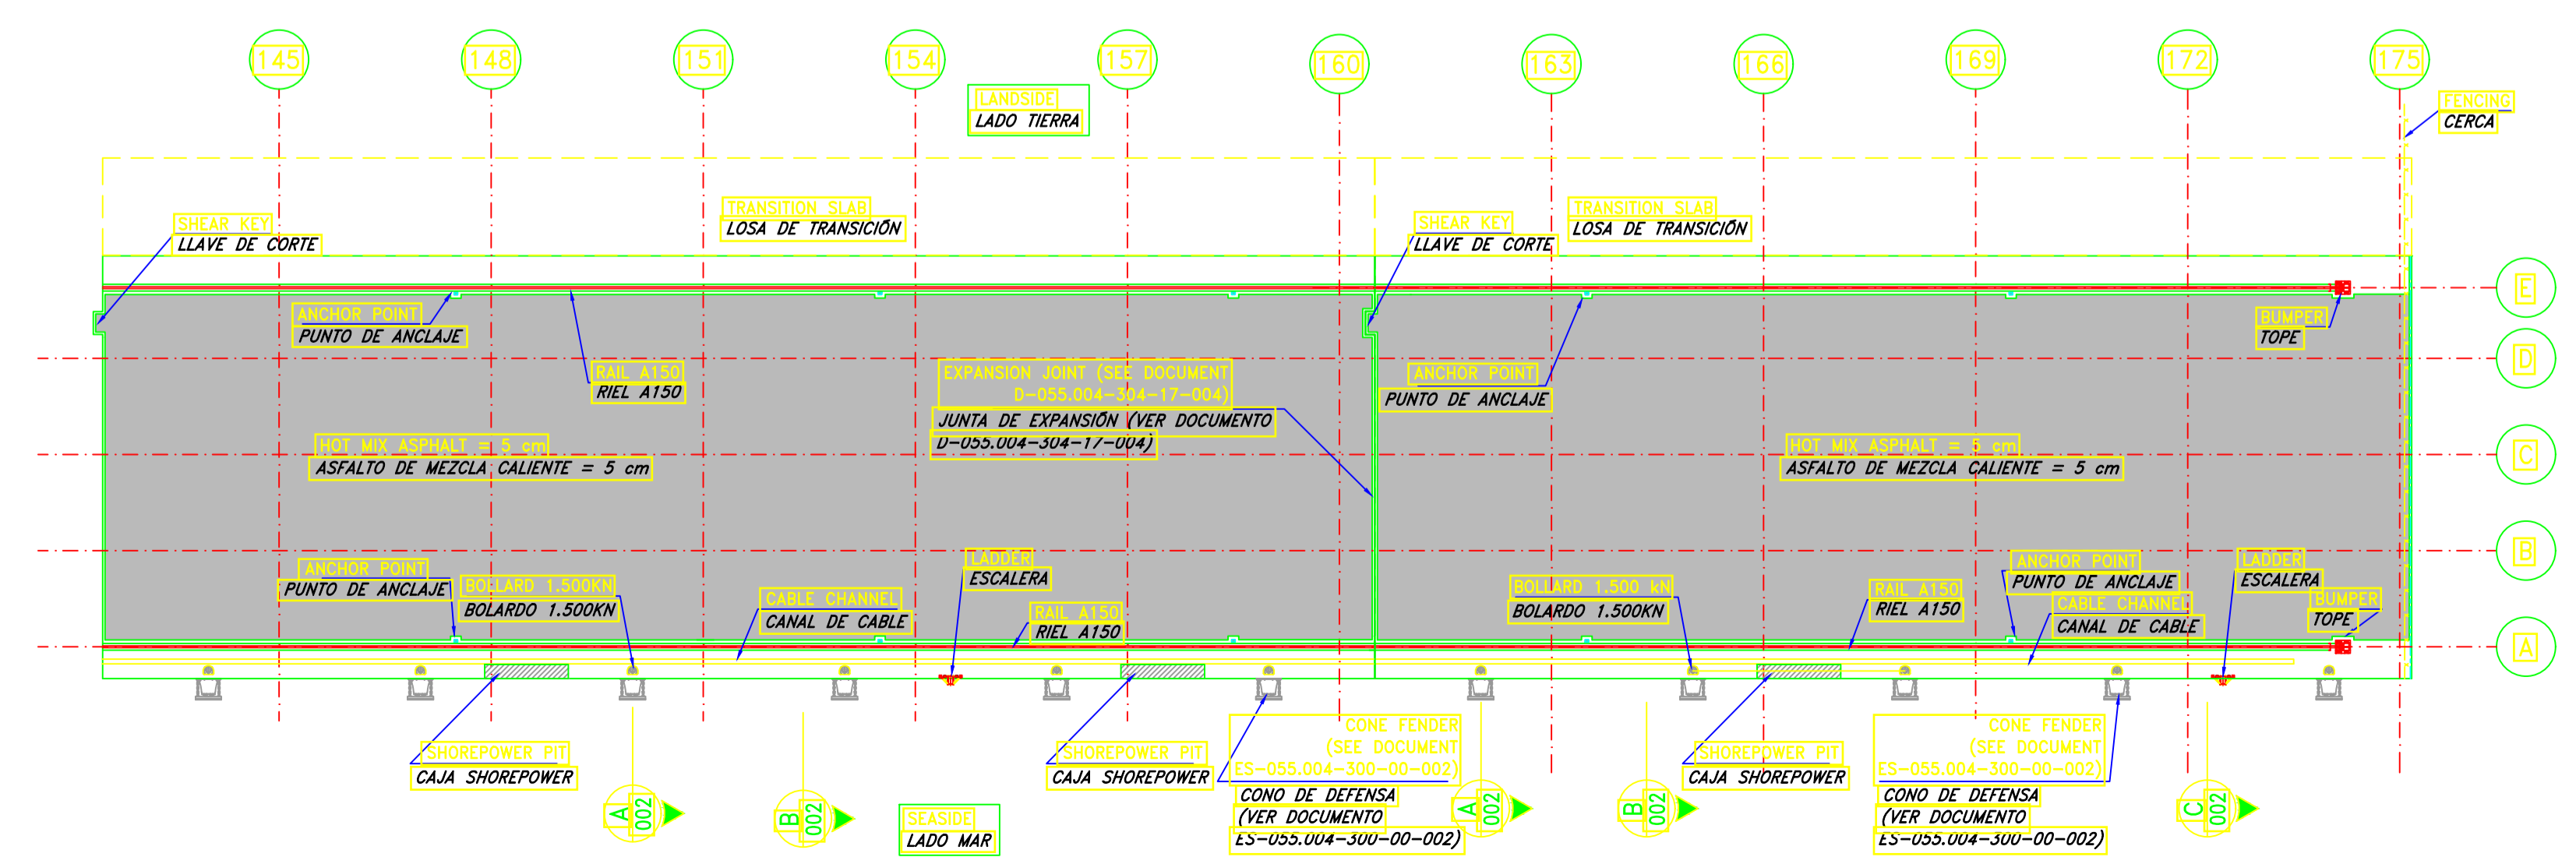 145
148
151
154
157
160
163
166
169
172
175
LANDSIDE
LADO TIERRA
FENCING
CERCA
SHEAR KEY
LLAVE DE CORTE
TRANSITION SLAB
LOSA DE TRANSICIÓN
SHEAR KEY
LLAVE DE CORTE
TRANSITION SLAB
LOSA DE TRANSICIÓN
E
ANCHOR POINT
PUNTO DE ANCLAJE
BUMPER
TOPE
D
RAIL A150
RIEL A150
EXPANSION JOINT (SEE DOCUMENT
D-055.004-304-17-004)
JUNTA DE EXPANSIÓN (VER DOCUMENTO
D-055.004-304-17-004)
ANCHOR POINT
PUNTO DE ANCLAJE
HOT MIX ASPHALT = 5 cm
ASFALTO DE MEZCLA CALIENTE = 5 cm
HOT MIX ASPHALT = 5 cm
ASFALTO DE MEZCLA CALIENTE = 5 cm
C
B
ANCHOR POINT
PUNTO DE ANCLAJE
BOLLARD 1.500KN
BOLARDO 1.500KN
CABLE CHANNEL
CANAL DE CABLE
LADDER
ESCALERA
RAIL A150
RIEL A150
BOLLARD 1.500 kN
BOLARDO 1.500KN
RAIL A150
RIEL A150
ANCHOR POINT
PUNTO DE ANCLAJE
CABLE CHANNEL
CANAL DE CABLE
LADDER
ESCALERA
BUMPER
TOPE
A
SHOREPOWER PIT
CAJA SHOREPOWER
SHOREPOWER PIT
CAJA SHOREPOWER
CONE FENDER
(SEE DOCUMENT
ES-055.004-300-00-002)
CONO DE DEFENSA
(VER DOCUMENTO
ES-055.004-300-00-002)
SHOREPOWER PIT
CAJA SHOREPOWER
CONE FENDER
(SEE DOCUMENT
ES-055.004-300-00-002)
CONO DE DEFENSA
(VER DOCUMENTO
ES-055.004-300-00-002)
A
002
B
002
SEASIDE
LADO MAR
A
002
B
002
C
002